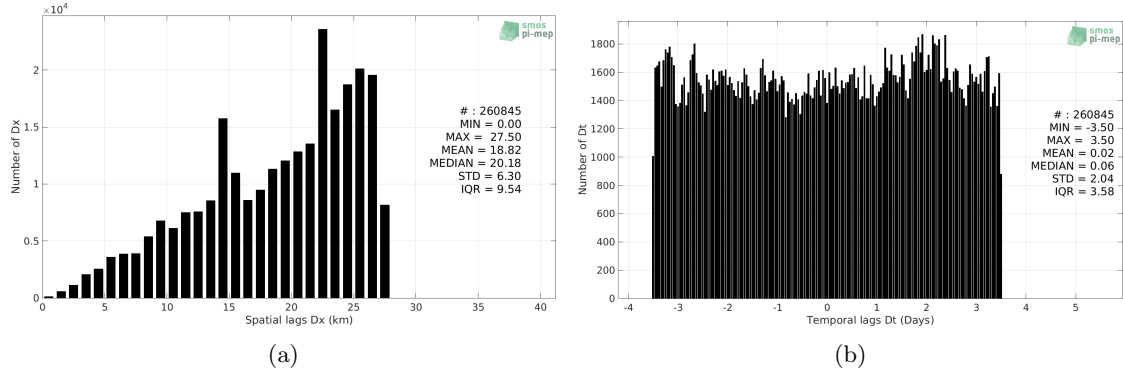 ×10⁴
smos
pi-mep
2
1.5
1
0.5
0
Number of Dx
# : 260845
MIN = 0.00
MAX = 27.50
MEAN = 18.82
MEDIAN = 20.18
STD = 6.30
IQR = 9.54
0 5 10 15 20 25 30 35 40
Spatial lags Dx (km)
(a)
smos
pi-mep
1800
1600
1400
1200
1000
800
600
400
200
0
Number of Dt
# : 260845
MIN = -3.50
MAX = 3.50
MEAN = 0.02
MEDIAN = 0.06
STD = 2.04
IQR = 3.58
-4 -3 -2 -1 0 1 2 3 4 5
Temporal lags Dt (Days)
(b)